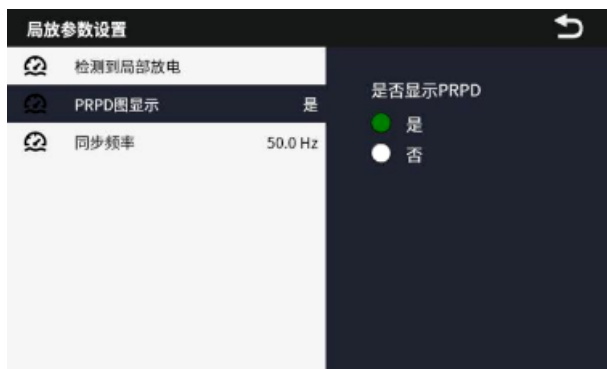 局放参数设置
检测到局部放电
PRPD图显示 是
同步频率 50.0 Hz
是否显示PRPD
是
否